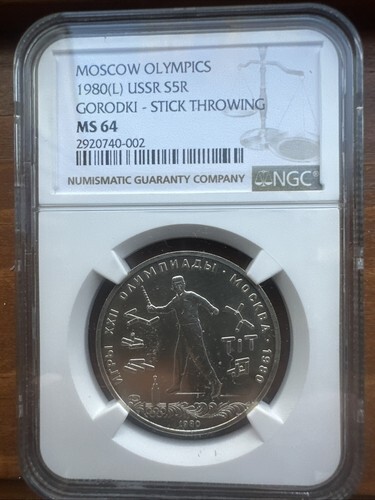 MOSCOW OLYMPICS
1980(L) USSR S5R
GORODKI - STICK THROWING
MS 64
2920740-002
NUMISMATIC GUARANTY COMPANY
NGC
ИГРЫ XXII ОЛИМПИАДЫ · МОСКВА · 1980
1980